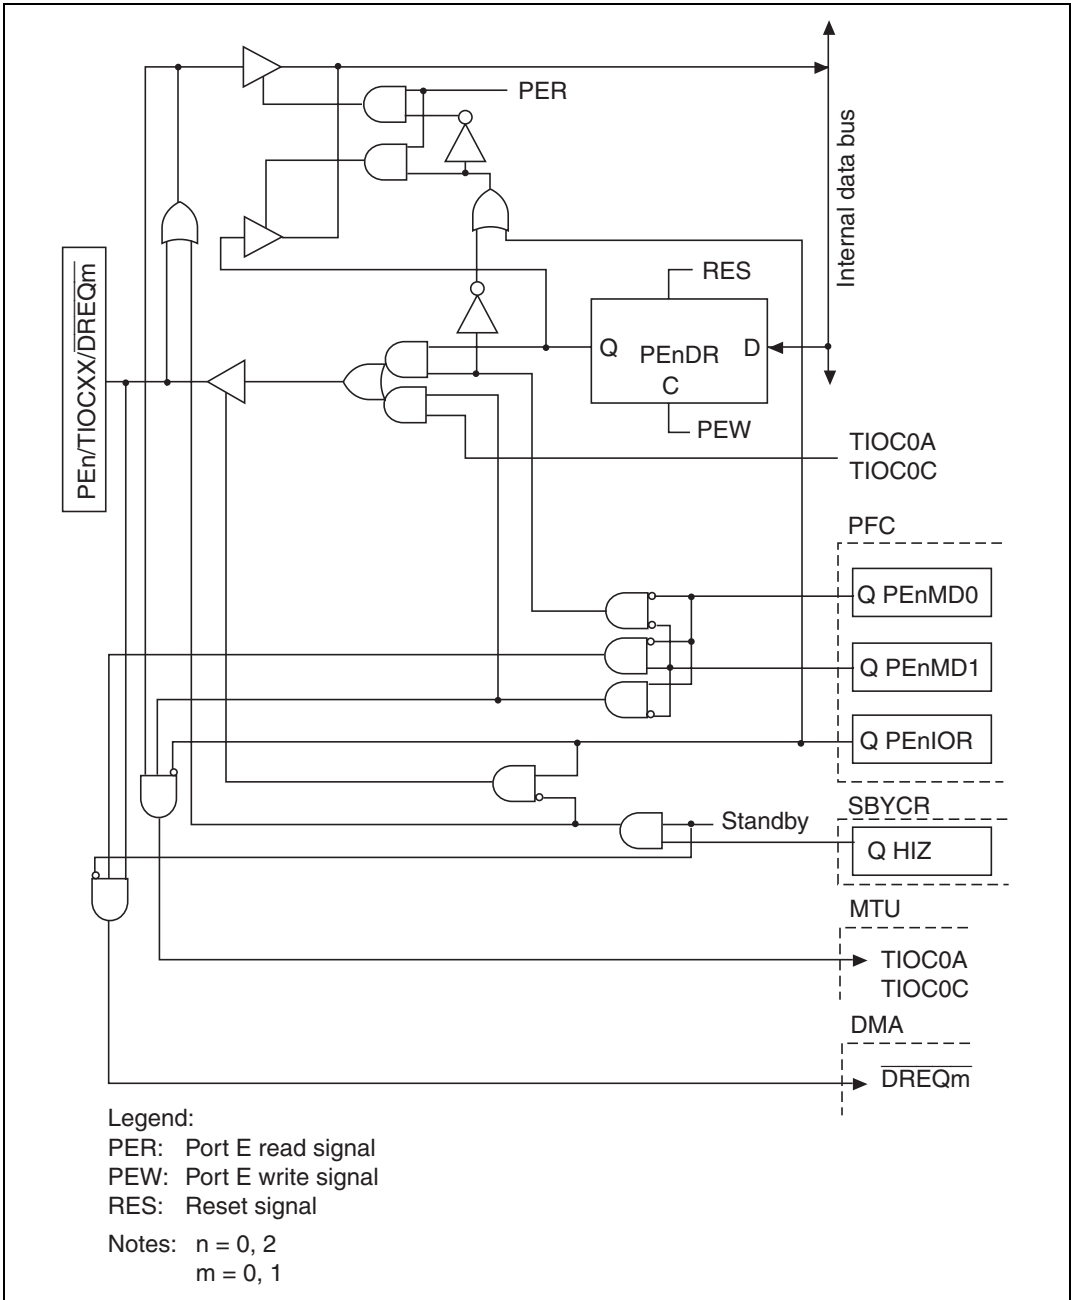 PER
Internal data bus
RES
Q PEnDR D
C
PEW
PEn/TIOCXX/D̅R̅E̅Q̅m̅
TIOC0A
TIOC0C
PFC
Q PEnMD0
Q PEnMD1
Q PEnIOR
SBYCR
Standby
Q HIZ
MTU
TIOC0A
TIOC0C
DMA
D̅R̅E̅Q̅m̅
Legend:
PER: Port E read signal
PEW: Port E write signal
RES: Reset signal
Notes: n = 0, 2
m = 0, 1